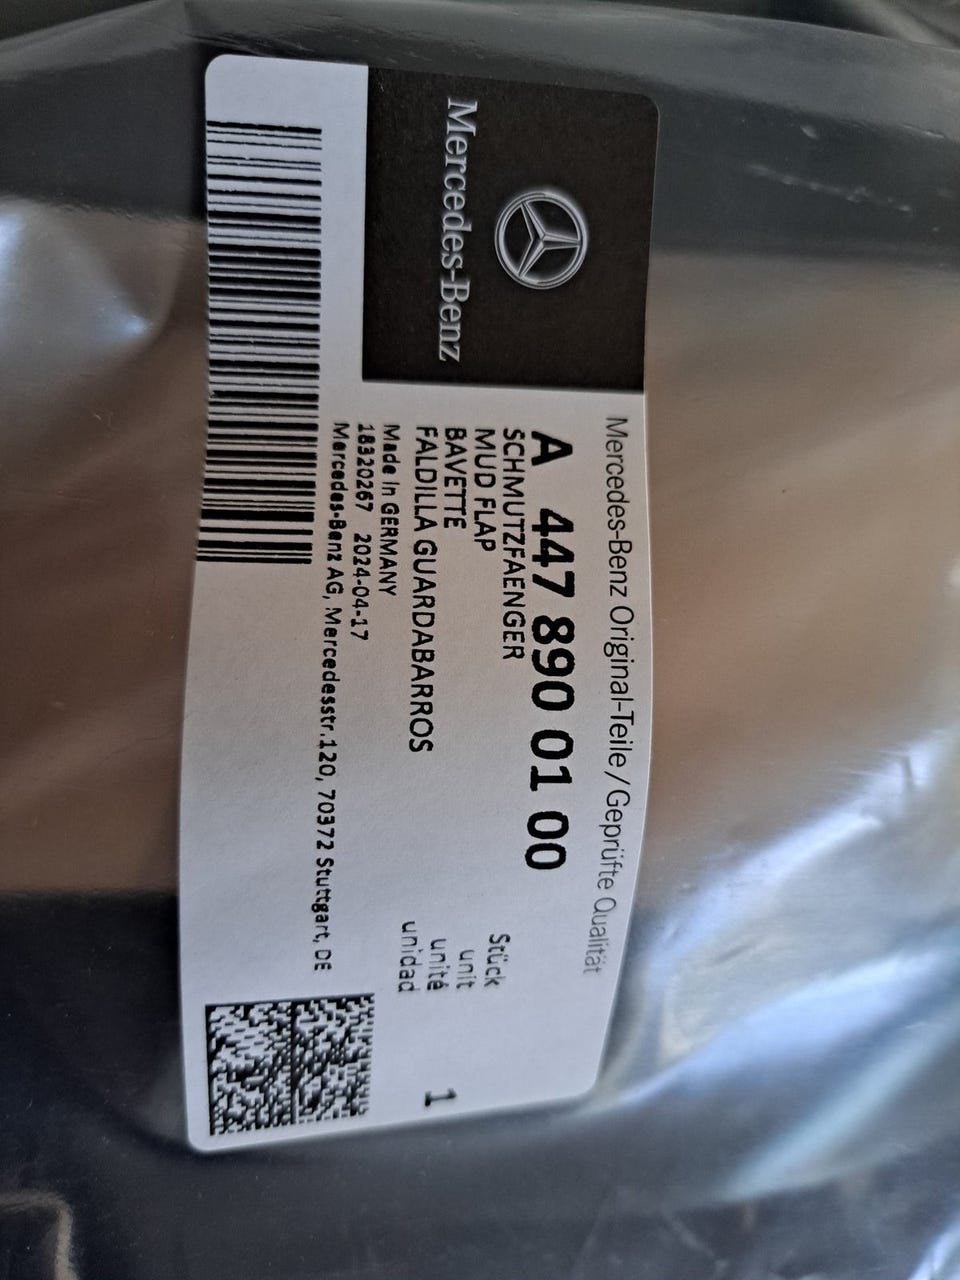 Mercedes-Benz
Mercedes-Benz Original-Teile / Geprüfte Qualität
A 447 890 01 00
SCHMUTZFAENGER
MUD FLAP
BAVETTE
FALDILLA GUARDABARROS
Stück
unit
unité
unidad
1
Made in GERMANY
18320267 2024-04-17
Mercedes-Benz AG, Mercedesstr.120, 70372 Stuttgart, DE